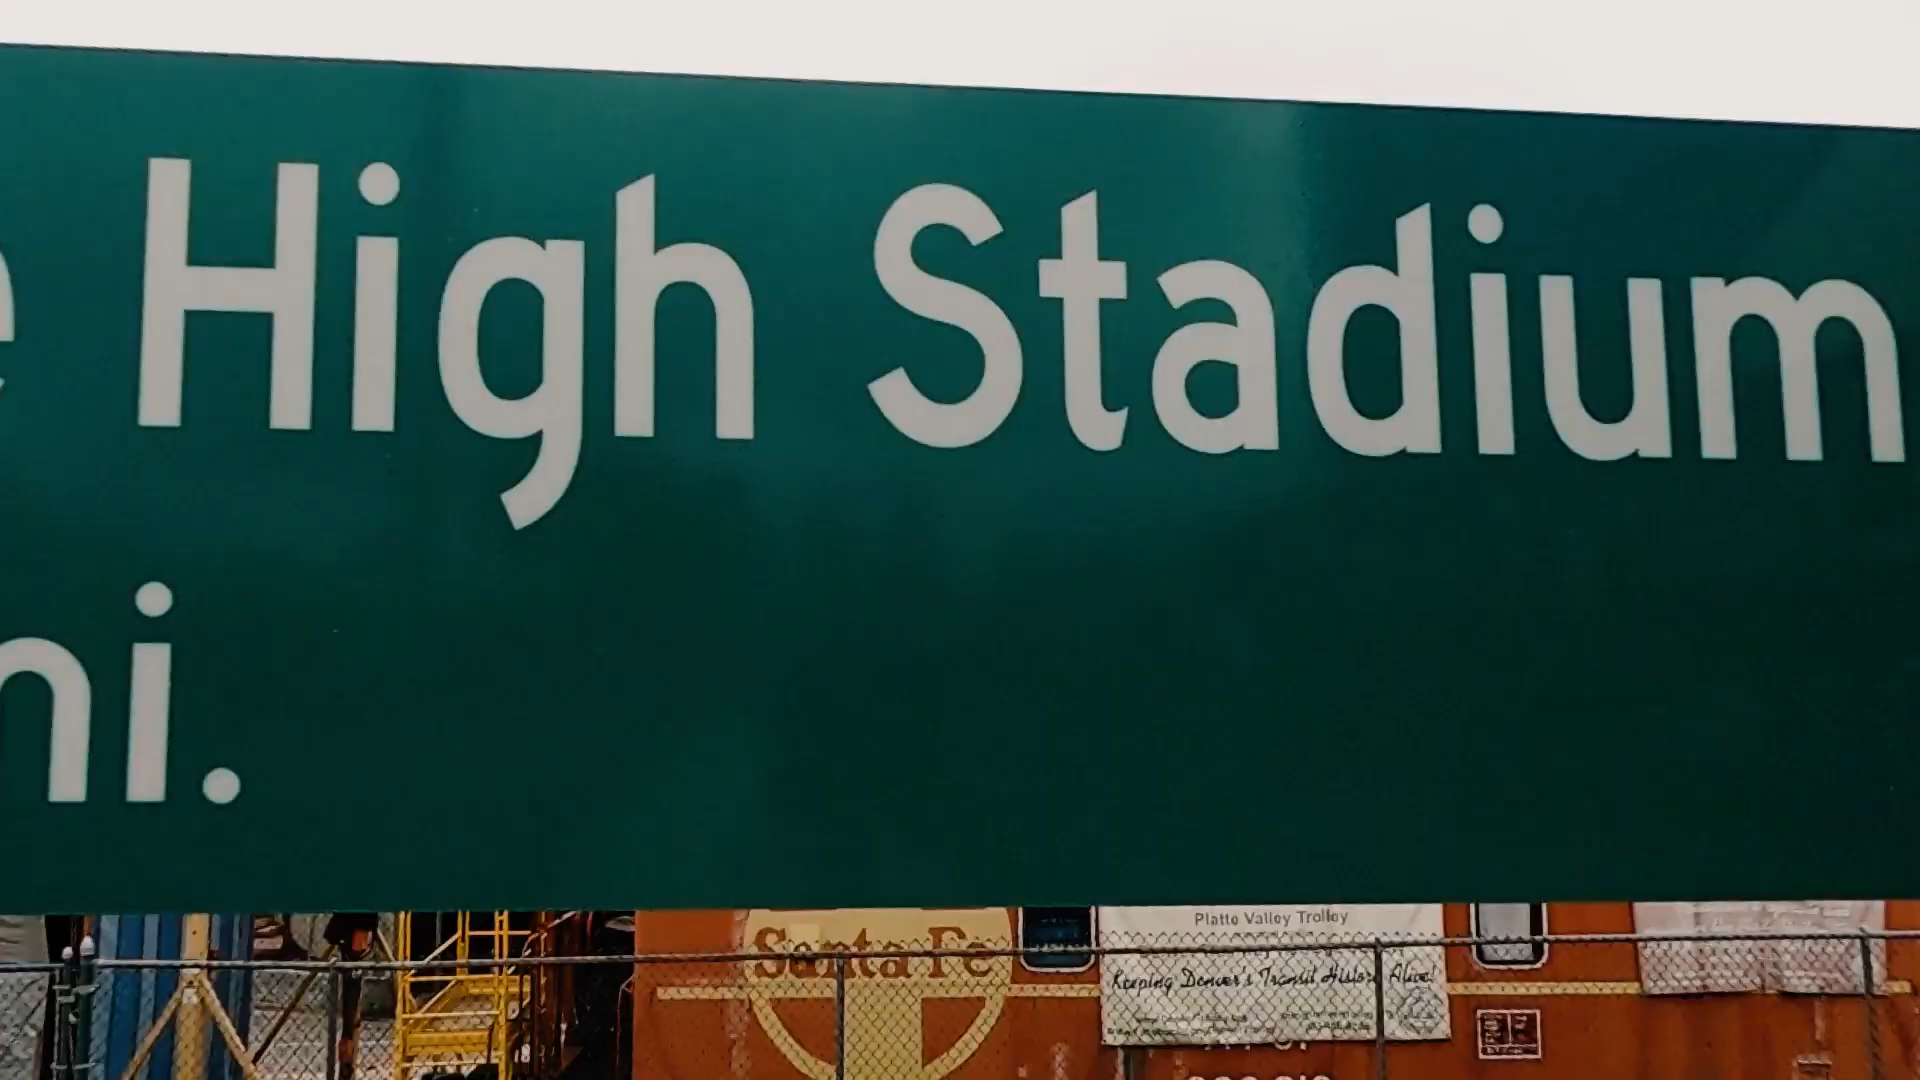 e High Stadium
mi.
Santa Fe
Platte Valley Trolley
Keeping Denver's Transit History Alive!